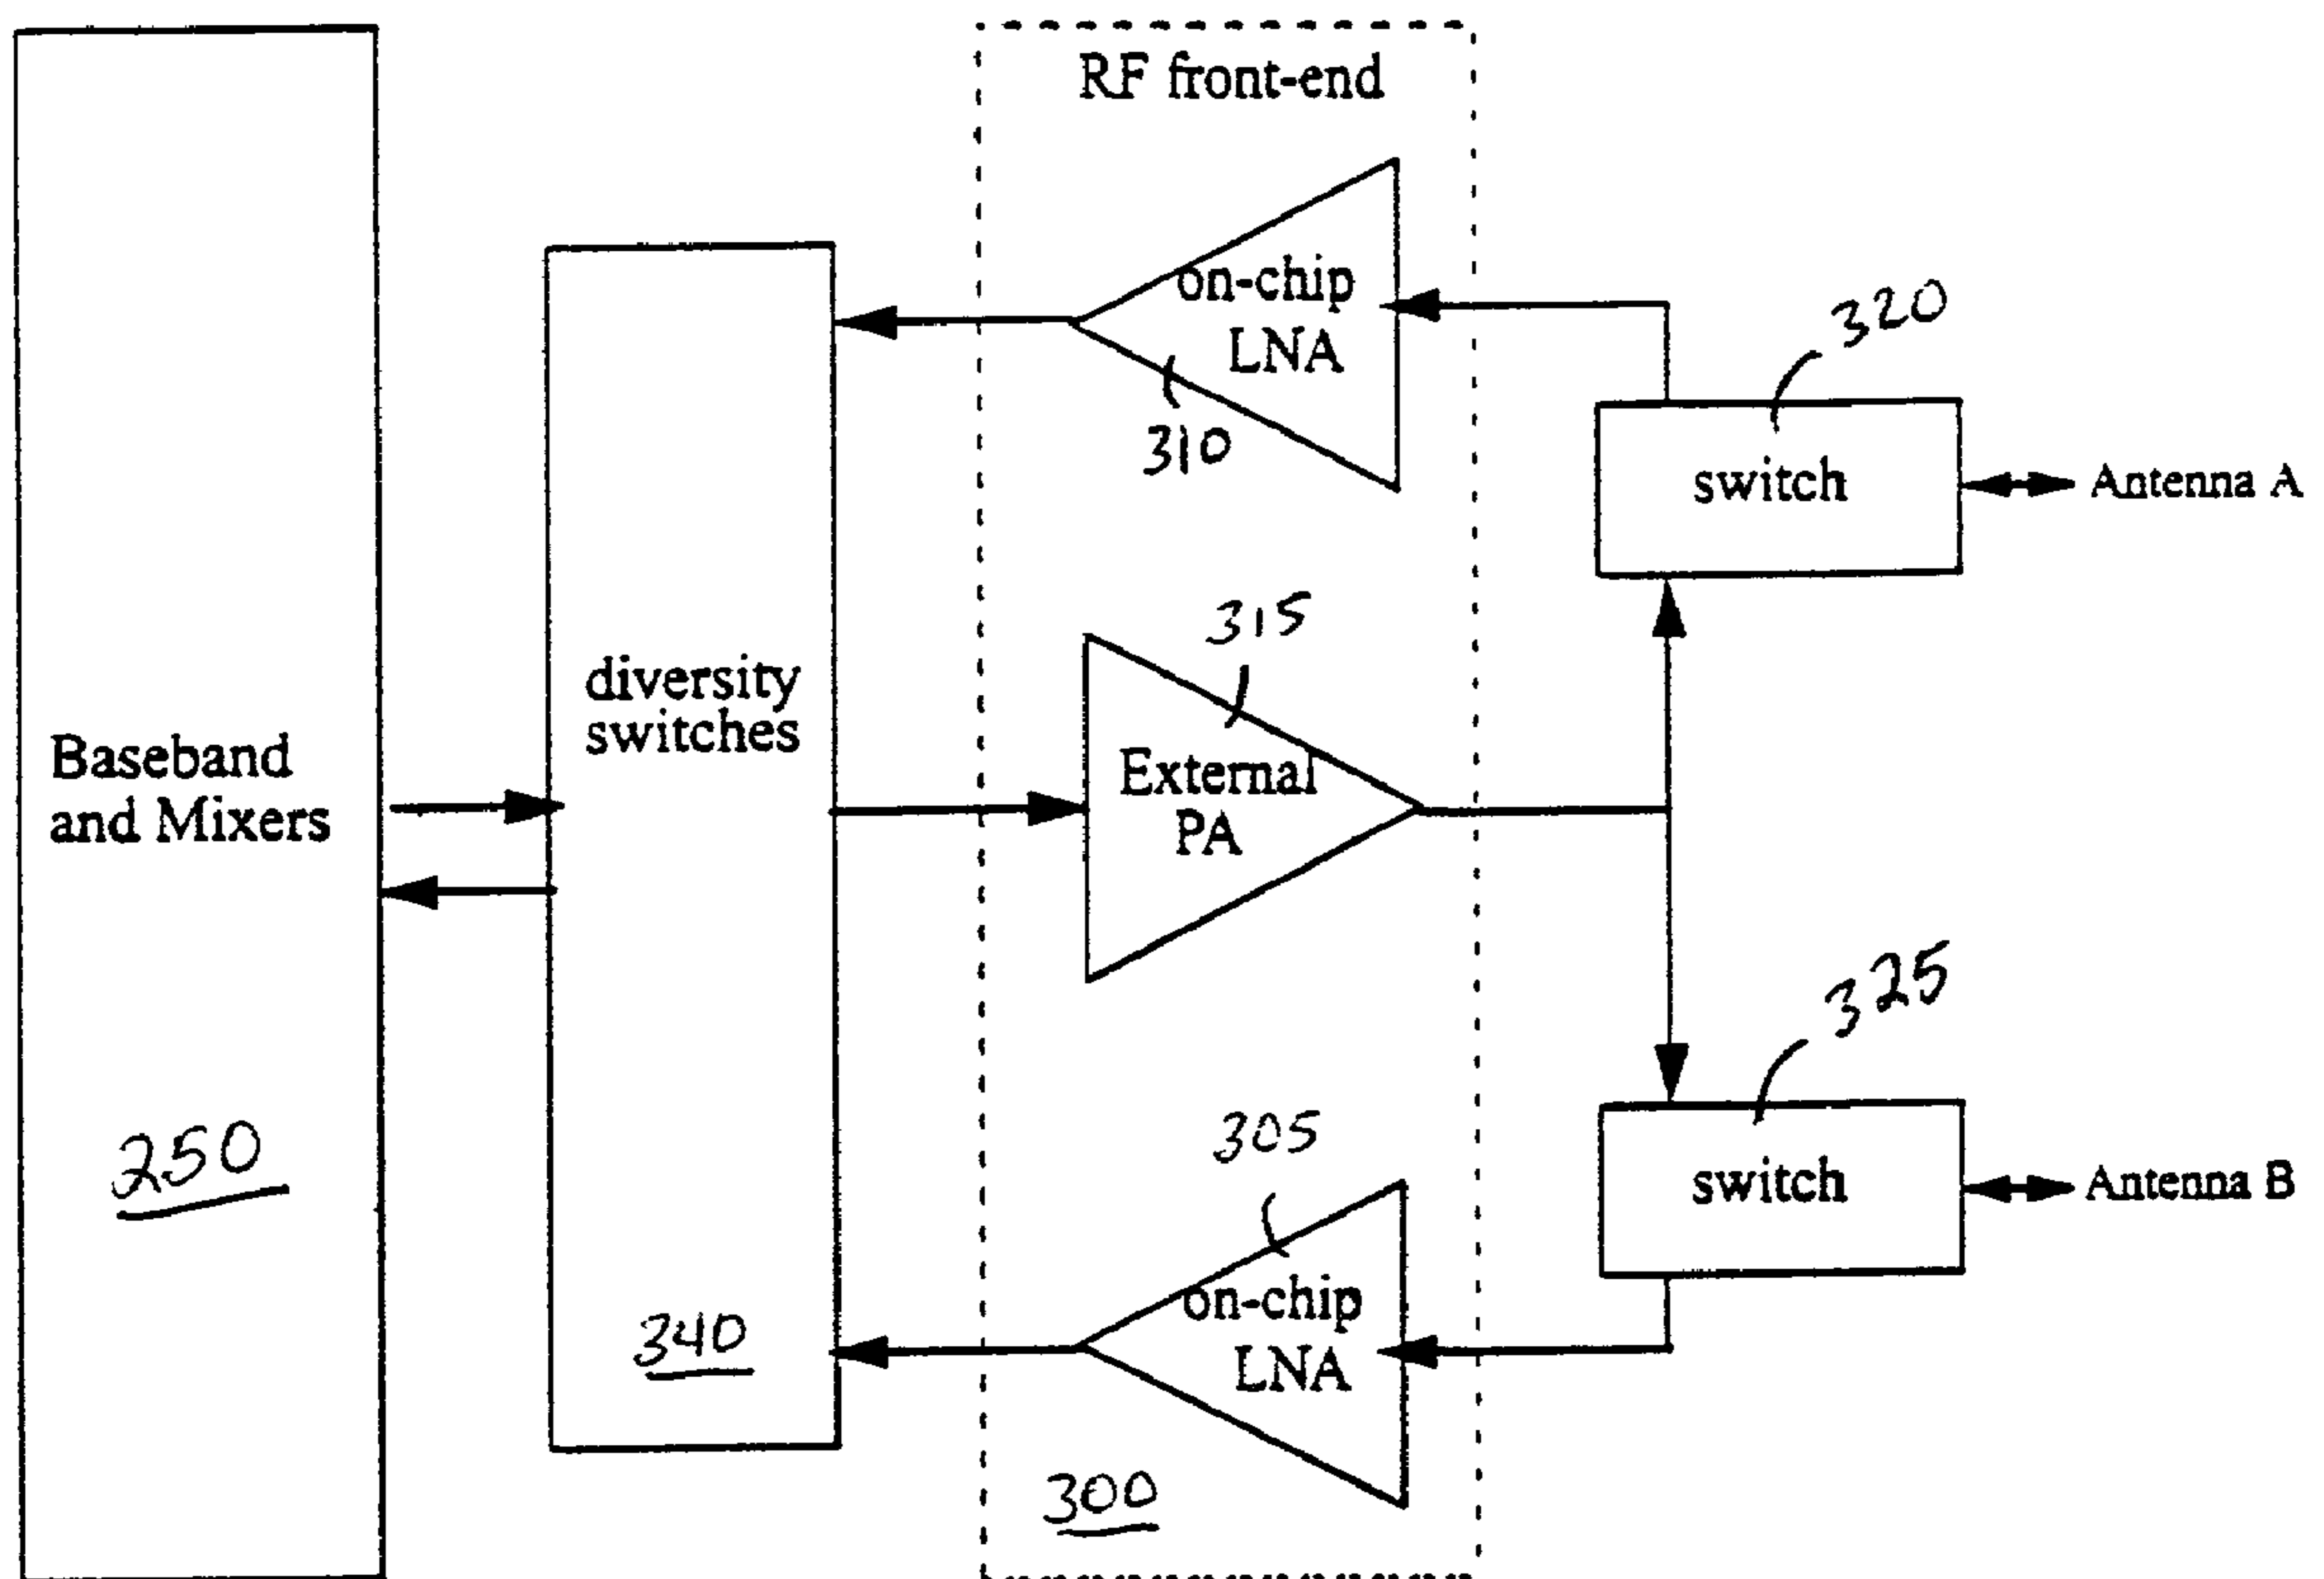 RF front-end
on-chip
LNA
310
320
switch
Antenna A
diversity
switches
315
External
PA
Baseband
and Mixers
325
switch
Antenna B
305
on-chip
LNA
250
340
300